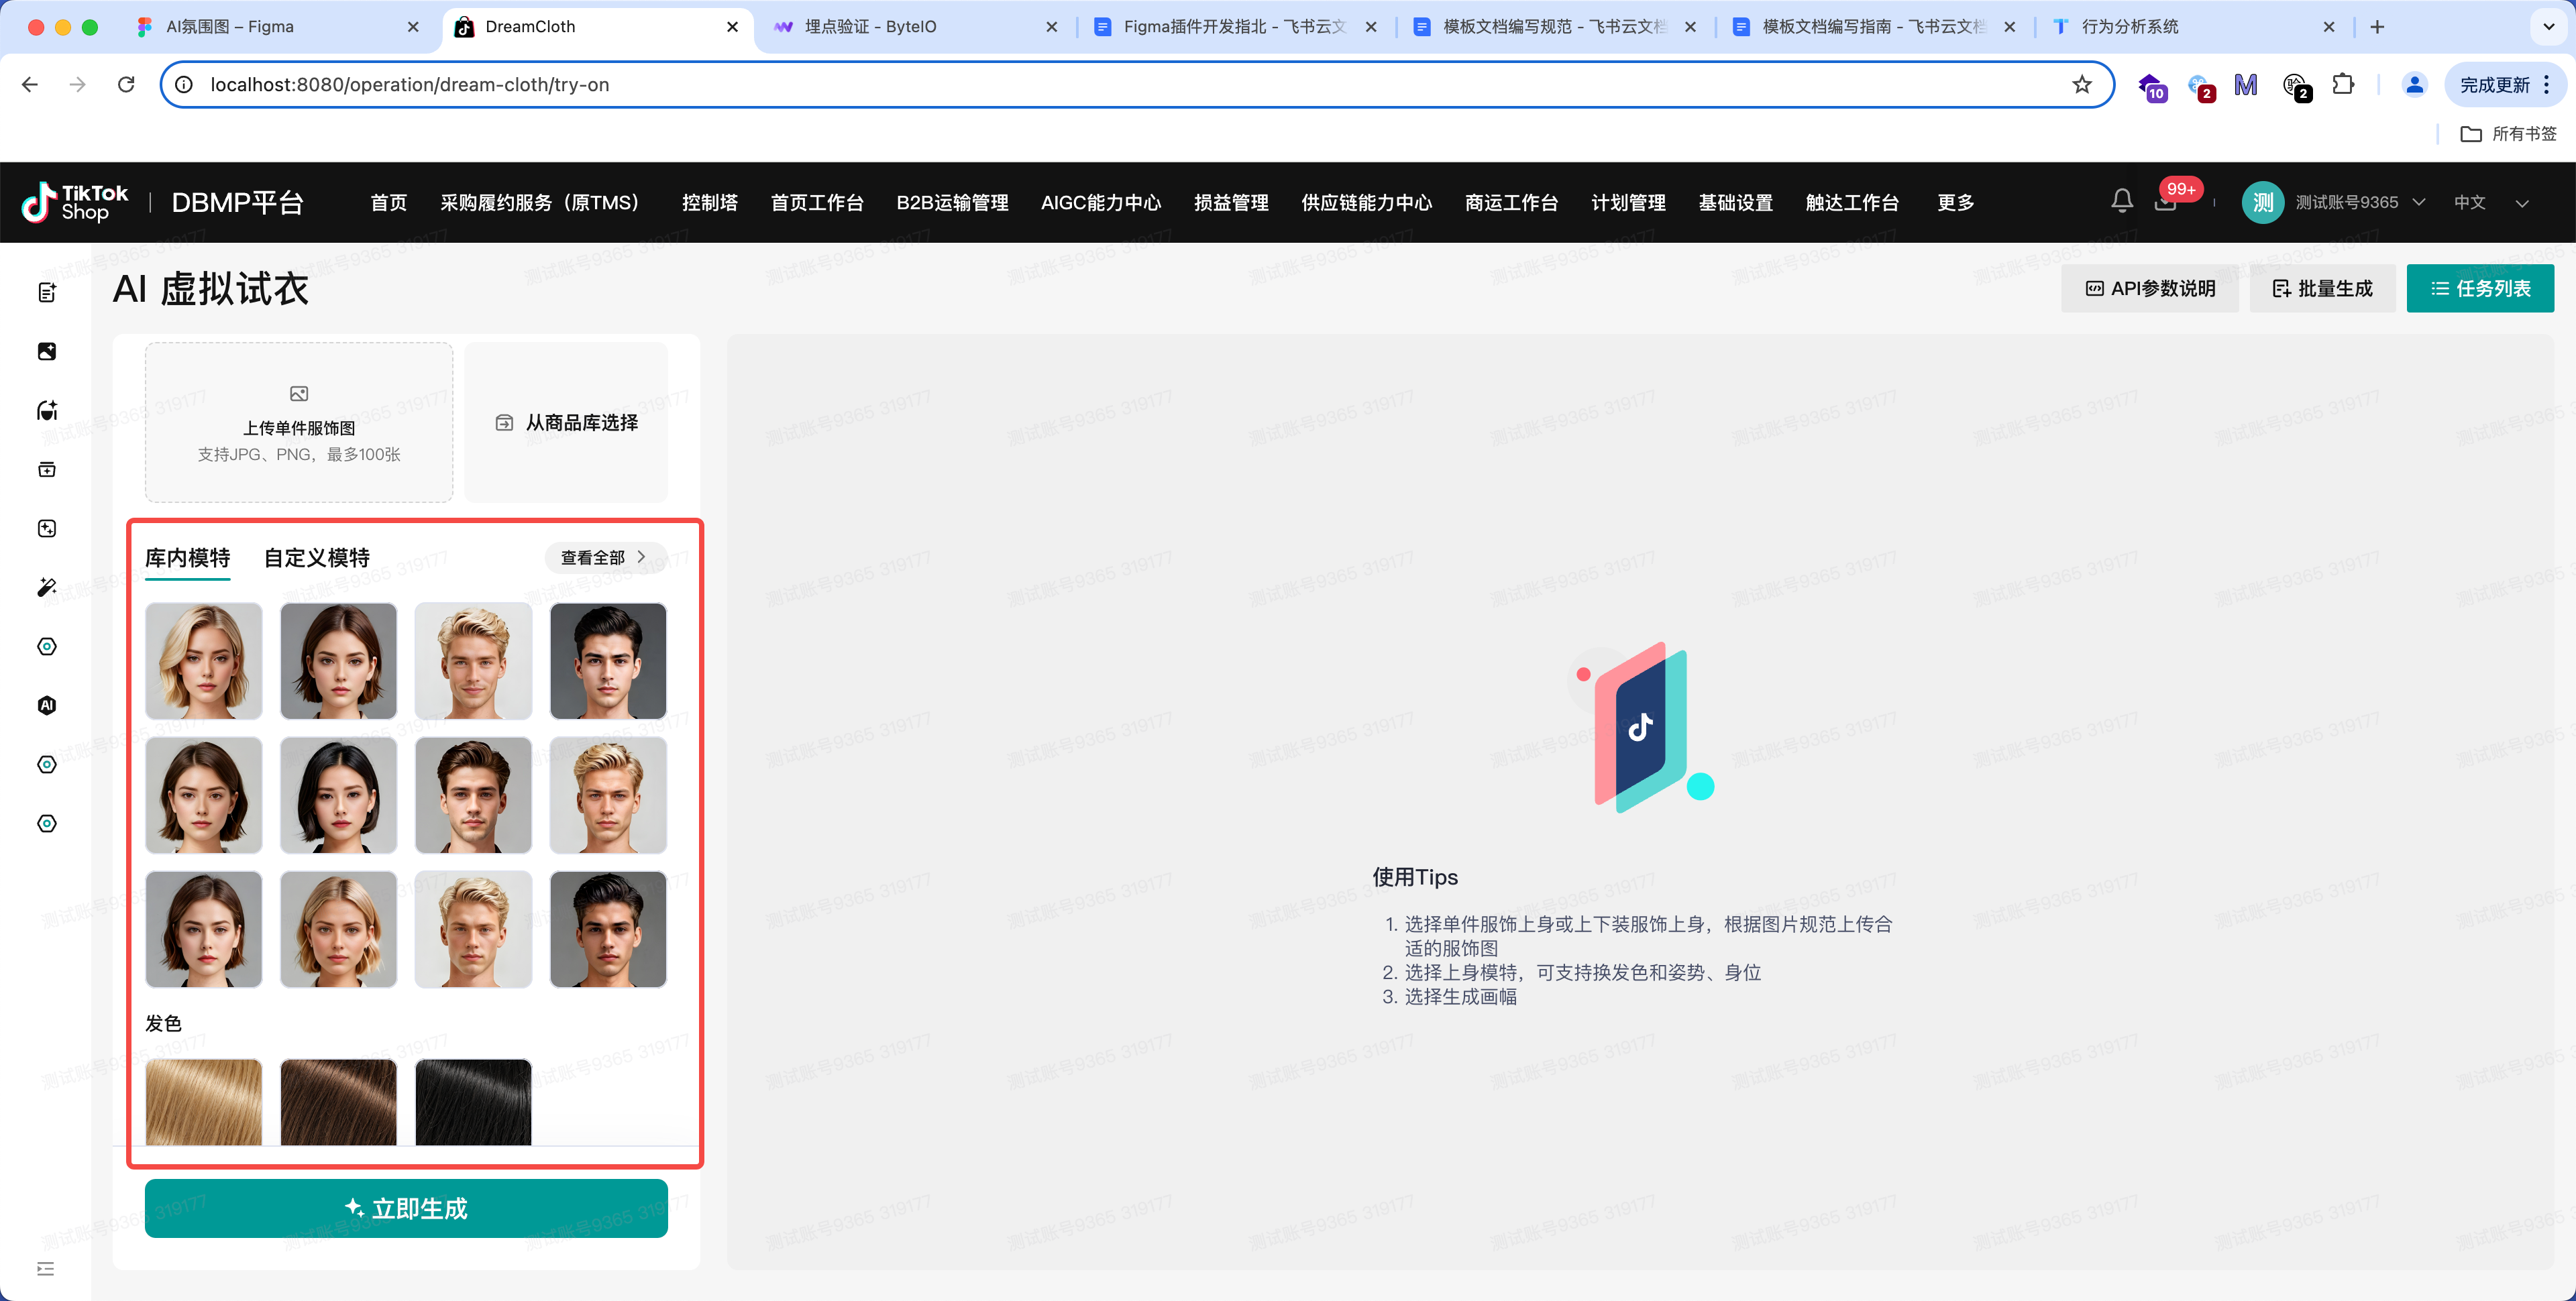 AI氛围图 – Figma
DreamCloth
埋点验证 - ByteIO
Figma插件开发指北 - 飞书云文
模板文档编写规范 - 飞书云文档
模板文档编写指南 - 飞书云文档
行为分析系统
localhost:8080/operation/dream-cloth/try-on
10
2
M
2
完成更新
所有书签
TikTok
Shop
DBMP平台
首页
采购履约服务（原TMS）
控制塔
首页工作台
B2B运输管理
AIGC能力中心
损益管理
供应链能力中心
商运工作台
计划管理
基础设置
触达工作台
更多
99+
测
测试账号9365
中文
AI 虚拟试衣
API参数说明
批量生成
任务列表
上传单件服饰图
支持JPG、PNG，最多100张
从商品库选择
库内模特
自定义模特
查看全部
AI
发色
立即生成
使用Tips
1. 选择单件服饰上身或上下装服饰上身，根据图片规范上传合
适的服饰图
2. 选择上身模特，可支持换发色和姿势、身位
3. 选择生成画幅
测试账号9365 319177